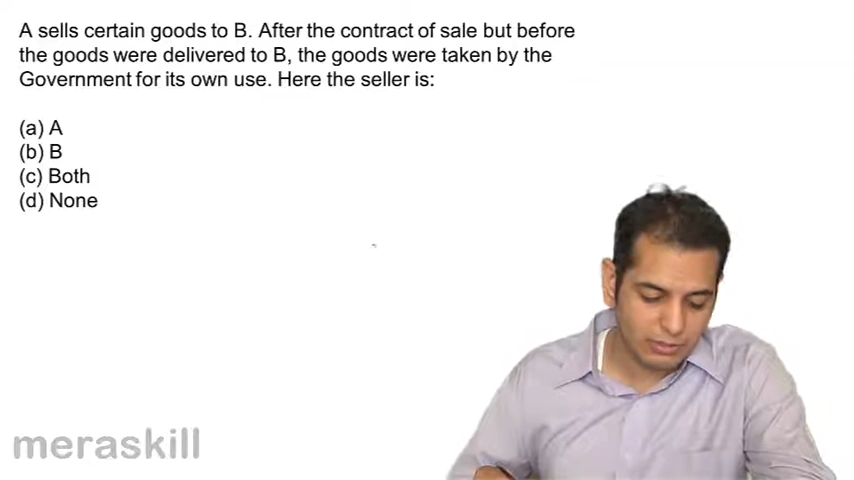 A sells certain goods to B. After the contract of sale but before
the goods were delivered to B, the goods were taken by the
Government for its own use. Here the seller is:
(a) A
(b) B
(c) Both
(d) None
meraskill